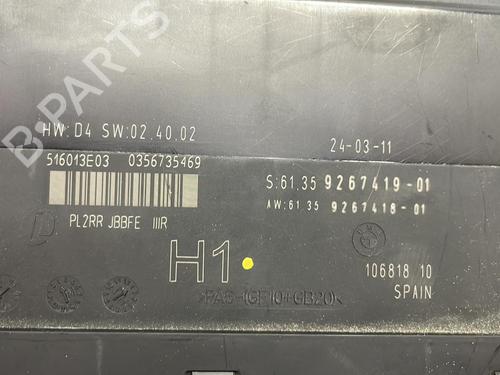 HW:D4 SW:02.40.02
24-03-11
516013E03 0356735469
S:61.35 9267419-01
AW:61 35 9267418-01
PL2RR JBBFE IIIR
H1
106818 10
SPAIN
B-PARTS